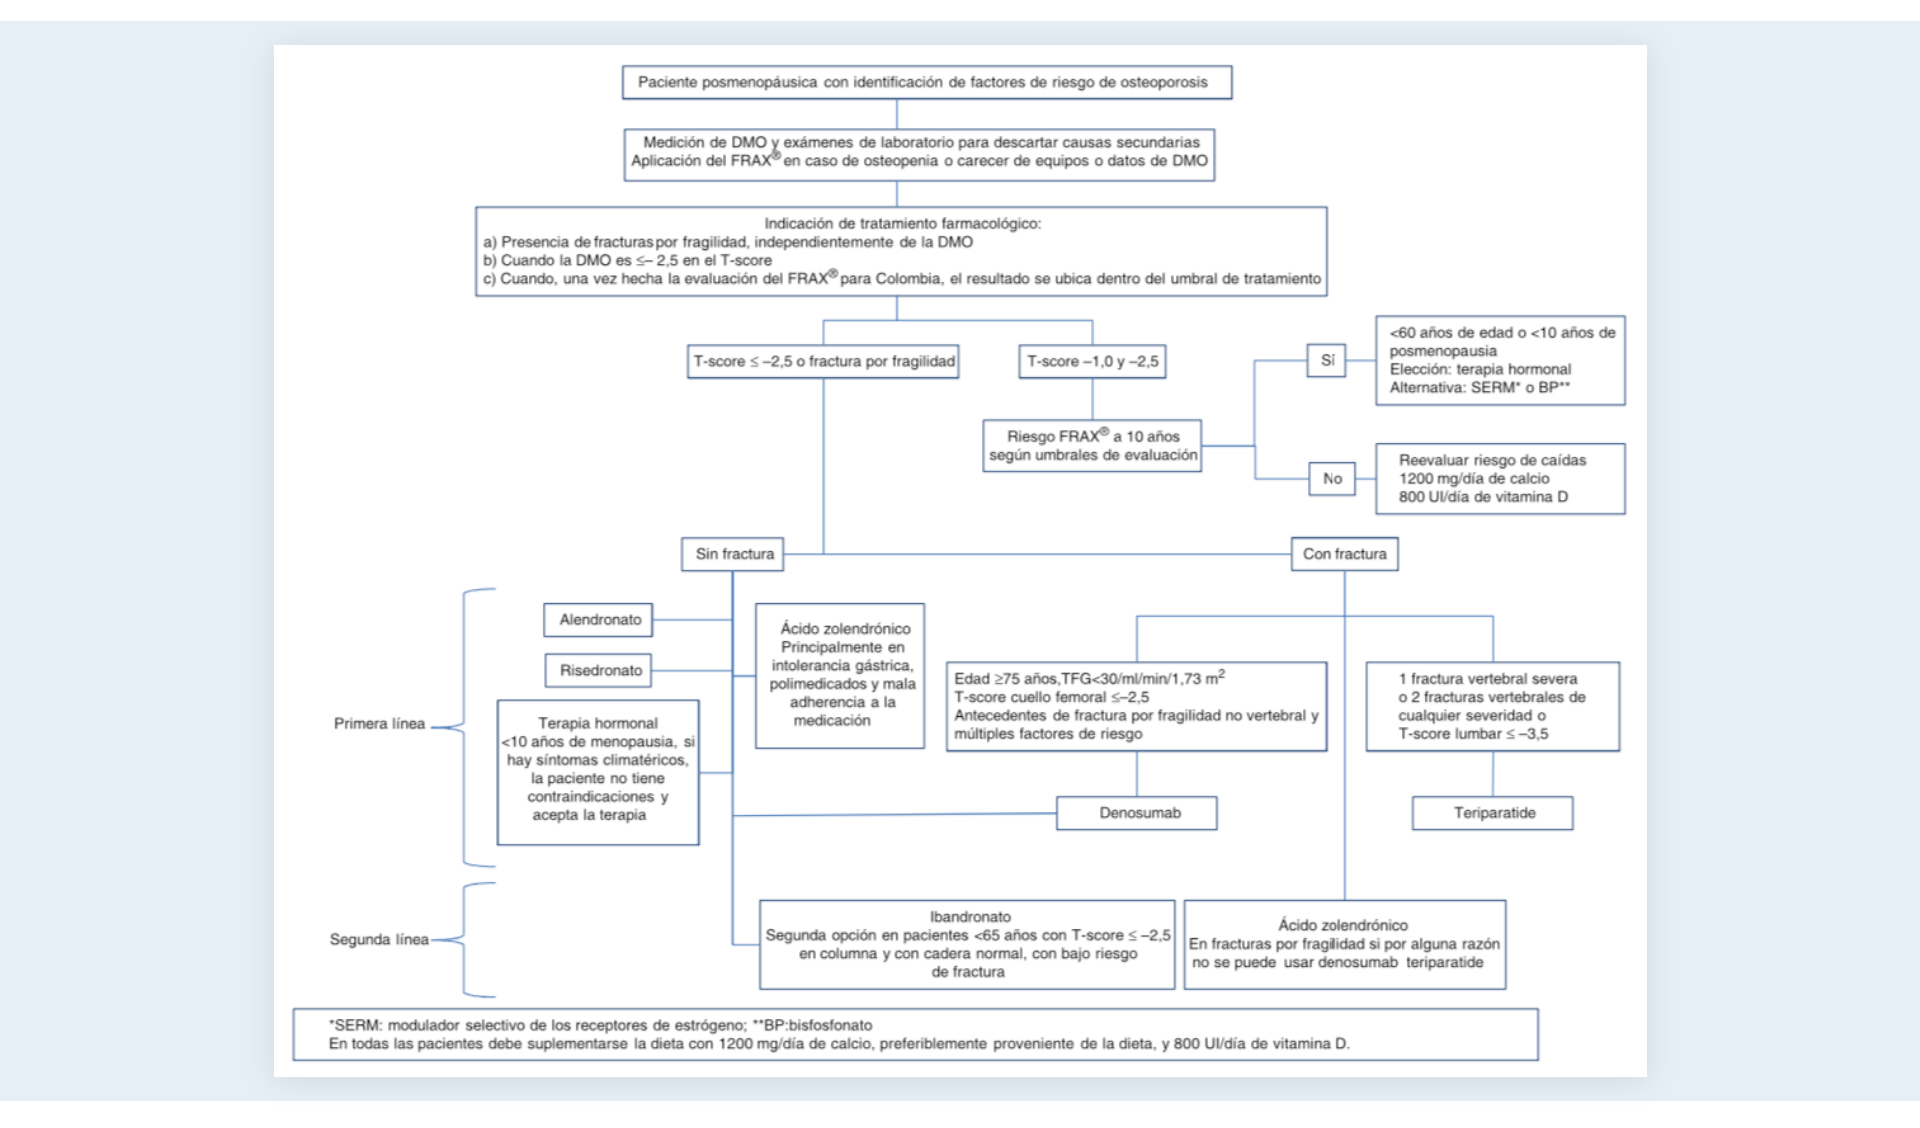 Paciente posmenopáusica con identificación de factores de riesgo de osteoporosis
Medición de DMO y exámenes de laboratorio para descartar causas secundarias
Aplicación del FRAX® en caso de osteopenia o carecer de equipos o datos de DMO
Indicación de tratamiento farmacológico:
a) Presencia de fracturas por fragilidad, independientemente de la DMO
b) Cuando la DMO es ≤– 2,5 en el T-score
c) Cuando, una vez hecha la evaluación del FRAX® para Colombia, el resultado se ubica dentro del umbral de tratamiento
T-score ≤ –2,5 o fractura por fragilidad
T-score –1,0 y –2,5
Riesgo FRAX® a 10 años
según umbrales de evaluación
Sí
<60 años de edad o <10 años de
posmenopausia
Elección: terapia hormonal
Alternativa: SERM* o BP**
No
Reevaluar riesgo de caídas
1200 mg/día de calcio
800 UI/día de vitamina D
Sin fractura
Con fractura
Primera línea
Alendronato
Risedronato
Terapia hormonal
<10 años de menopausia, si
hay síntomas climatéricos,
la paciente no tiene
contraindicaciones y
acepta la terapia
Ácido zolendrónico
Principalmente en
intolerancia gástrica,
polimedicados y mala
adherencia a la
medicación
Edad ≥75 años,TFG<30/ml/min/1,73 m²
T-score cuello femoral ≤–2,5
Antecedentes de fractura por fragilidad no vertebral y
múltiples factores de riesgo
Denosumab
1 fractura vertebral severa
o 2 fracturas vertebrales de
cualquier severidad o
T-score lumbar ≤ –3,5
Teriparatide
Segunda línea
Ibandronato
Segunda opción en pacientes <65 años con T-score ≤ –2,5
en columna y con cadera normal, con bajo riesgo
de fractura
Ácido zolendrónico
En fracturas por fragilidad si por alguna razón
no se puede usar denosumab teriparatide
*SERM: modulador selectivo de los receptores de estrógeno; **BP:bisfosfonato
En todas las pacientes debe suplementarse la dieta con 1200 mg/día de calcio, preferiblemente proveniente de la dieta, y 800 UI/día de vitamina D.